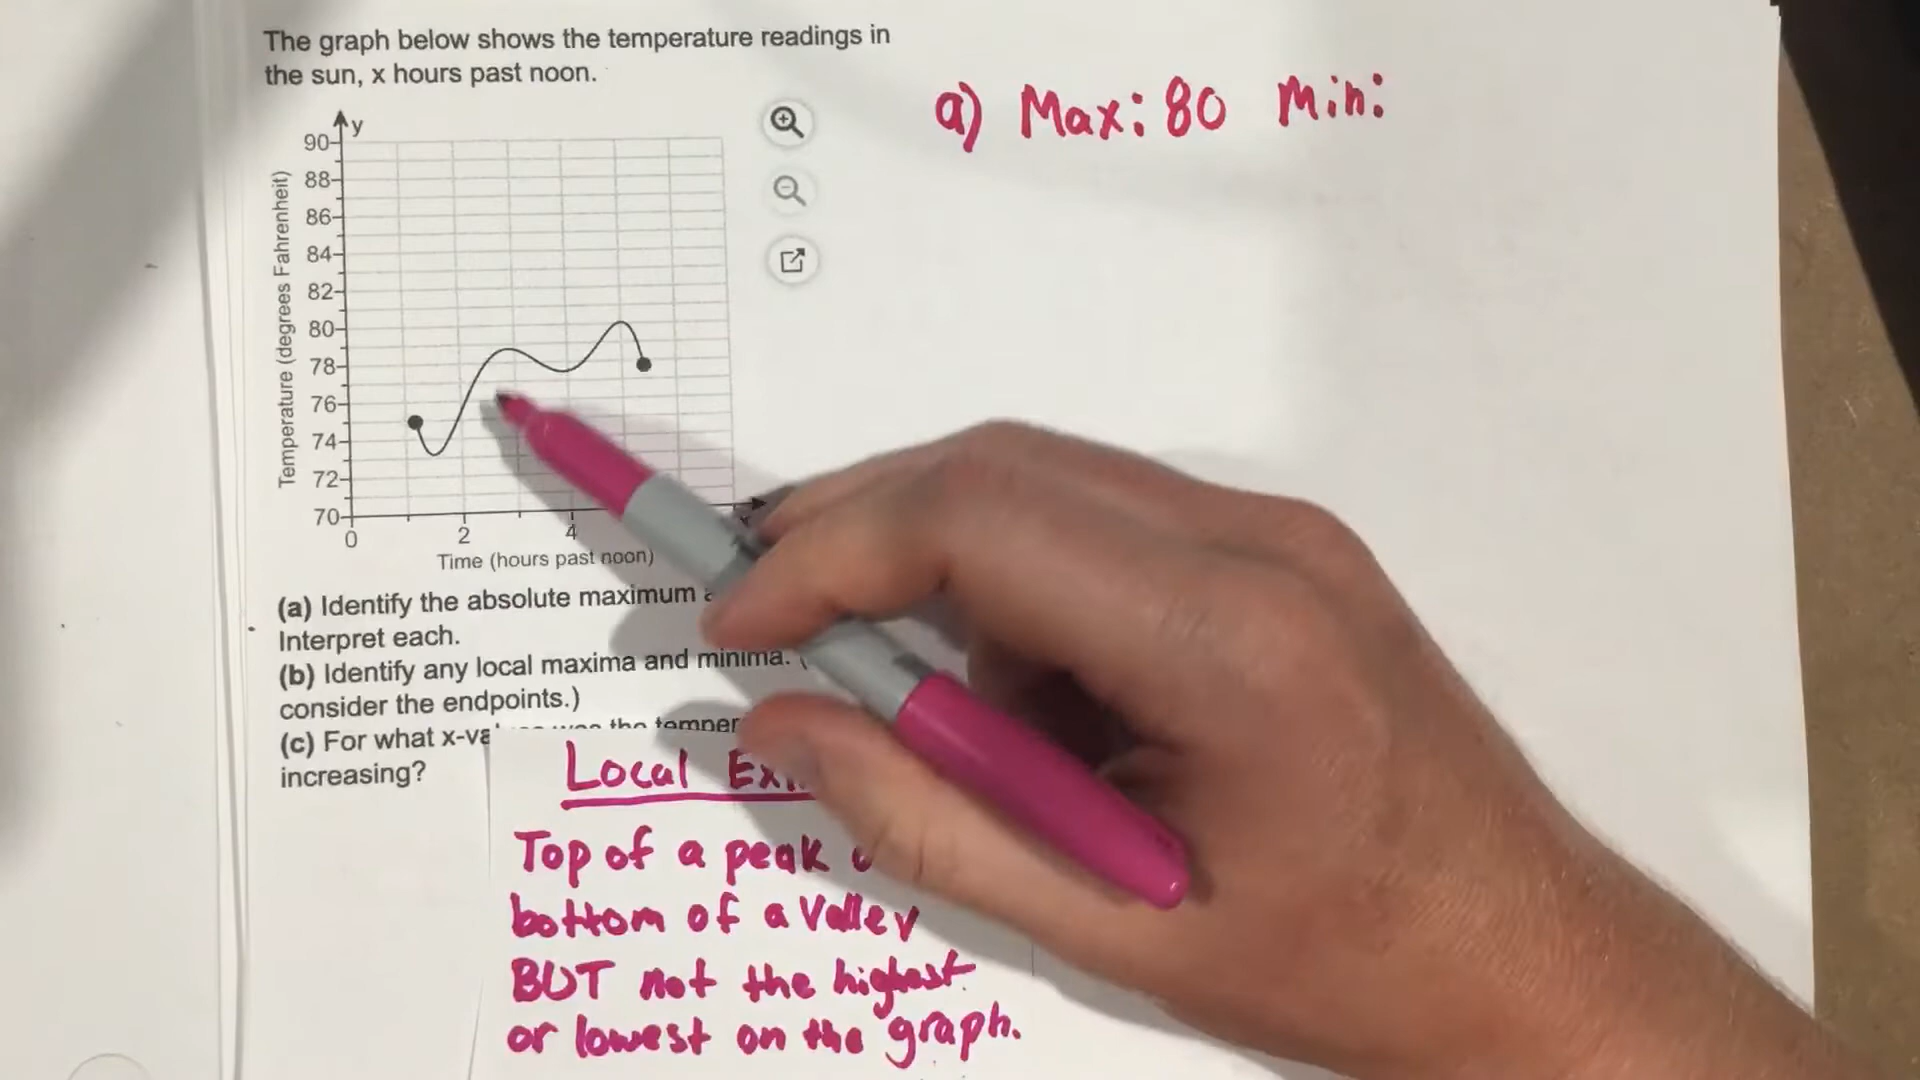 The graph below shows the temperature readings in
the sun, x hours past noon.
a) Max: 80 Min:
y
90
88
86
84
82
80
78
76
74
72
70
Temperature (degrees Fahrenheit)
0 2 4
Time (hours past noon)
(a) Identify the absolute maximum
Interpret each.
(b) Identify any local maxima and minima. (
consider the endpoints.)
(c) For what the
increasing?
Local
Top of a peak
bottom of a Valley
BUT not the highest
or lowest on the graph.